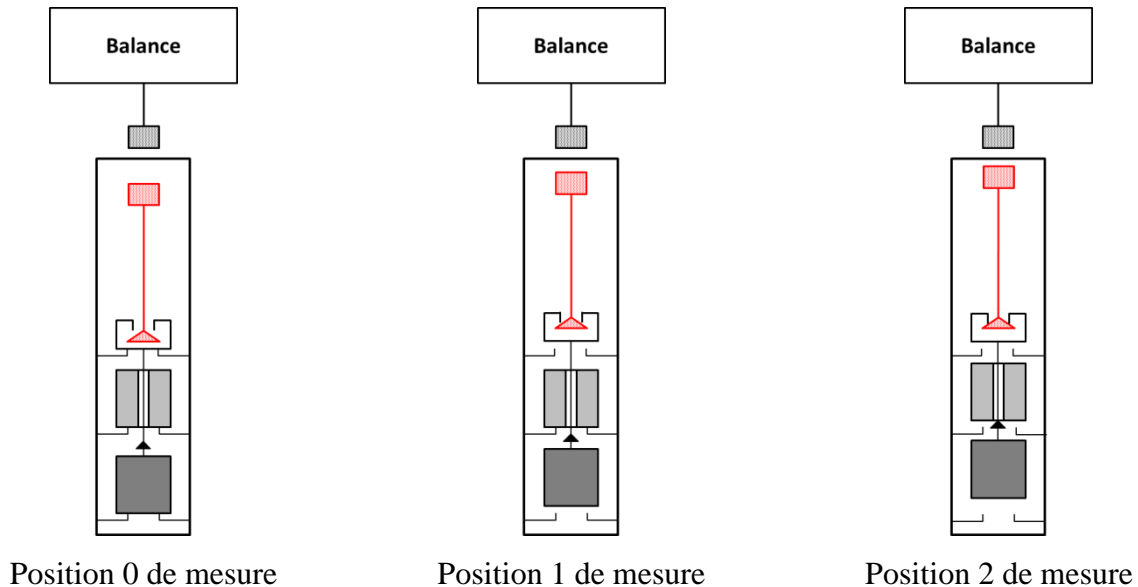 Balance
Balance
Balance
Position 0 de mesure
Position 1 de mesure
Position 2 de mesure